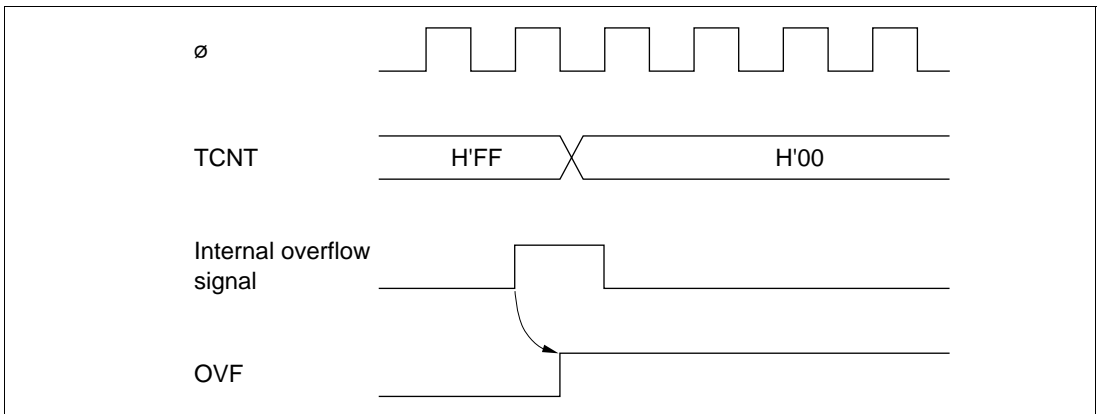 ø
TCNT
H'FF
H'00
Internal overflow
signal
OVF